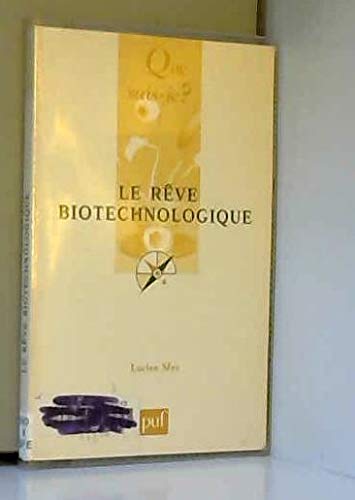 Que
sais-je?
LE RÊVE
BIOTECHNOLOGIQUE
Lucien Sfez
puf
LE RÊVE BIOTECHNOLOGIQUE